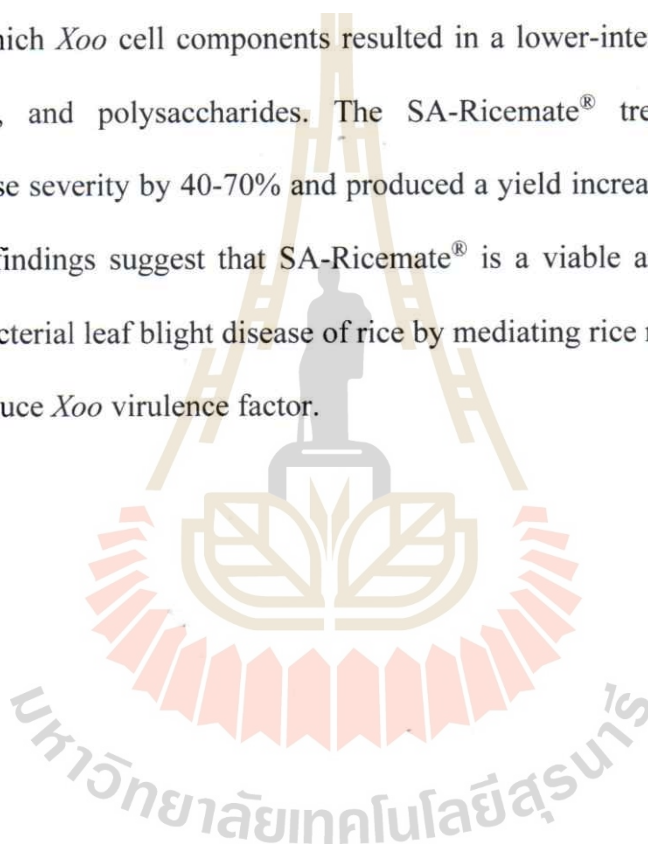 hich Xoo cell components resulted in a lower-inte
, and polysaccharides. The SA-Ricemate® tre
se severity by 40-70% and produced a yield increa
findings suggest that SA-Ricemate® is a viable a
cterial leaf blight disease of rice by mediating rice r
uce Xoo virulence factor.
มหาวิทยาลัยเทคโนโลยีสุรนารี